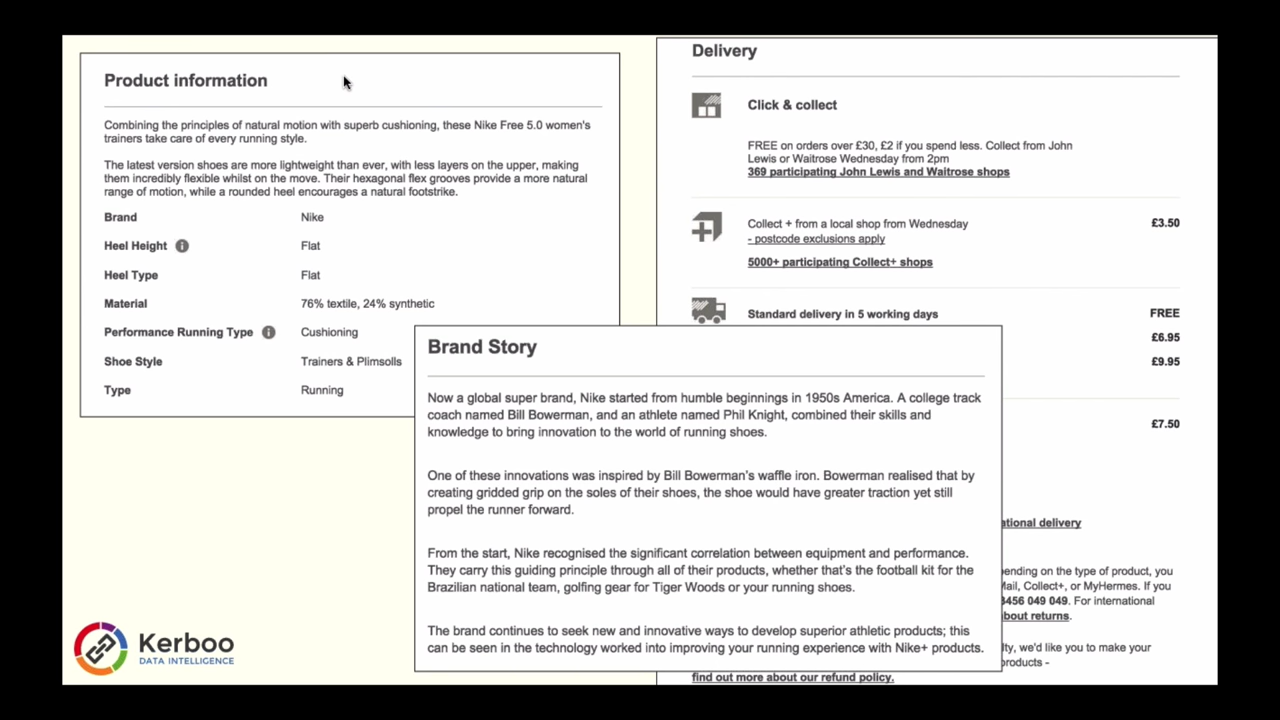 Product information
Combining the principles of natural motion with superb cushioning, these Nike Free 5.0 women's
trainers take care of every running style.
The latest version shoes are more lightweight than ever, with less layers on the upper, making
them incredibly flexible whilst on the move. Their hexagonal flex grooves provide a more natural
range of motion, while a rounded heel encourages a natural footstrike.
Brand Nike
Heel Height Flat
Heel Type Flat
Material 76% textile, 24% synthetic
Performance Running Type Cushioning
Shoe Style Trainers & Plimsolls
Type Running
Delivery
Click & collect
FREE on orders over £30, £2 if you spend less. Collect from John
Lewis or Waitrose Wednesday from 2pm
369 participating John Lewis and Waitrose shops
Collect + from a local shop from Wednesday £3.50
- postcode exclusions apply
5000+ participating Collect+ shops
Standard delivery in 5 working days FREE
£6.95
£9.95
£7.50
Brand Story
Now a global super brand, Nike started from humble beginnings in 1950s America. A college track
coach named Bill Bowerman, and an athlete named Phil Knight, combined their skills and
knowledge to bring innovation to the world of running shoes.
One of these innovations was inspired by Bill Bowerman's waffle iron. Bowerman realised that by
creating gridded grip on the soles of their shoes, the shoe would have greater traction yet still
propel the runner forward.
From the start, Nike recognised the significant correlation between equipment and performance.
They carry this guiding principle through all of their products, whether that's the football kit for the
Brazilian national team, golfing gear for Tiger Woods or your running shoes.
The brand continues to seek new and innovative ways to develop superior athletic products; this
can be seen in the technology worked into improving your running experience with Nike+ products.
delivery
on the type of product, you
Collect+, or MyHermes. If you
049 049. For international
returns.
we'd like you to make your
products -
find out more about our refund policy.
Kerboo
DATA INTELLIGENCE